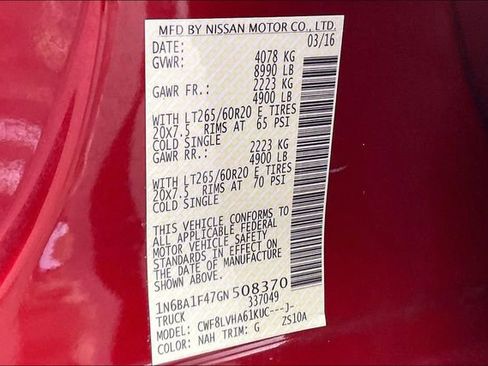 MFD BY NISSAN MOTOR CO., LTD.
DATE: 03/16
GVWR: 4078 KG
8990 LB
GAWR FR.: 2223 KG
4900 LB
WITH LT265/60R20 E TIRES
20X7.5 RIMS AT 65 PSI
COLD SINGLE
GAWR RR.: 2223 KG
4900 LB
WITH LT265/60R20 E TIRES
20X7.5 RIMS AT 70 PSI
COLD SINGLE
THIS VEHICLE CONFORMS TO
ALL APPLICABLE FEDERAL
MOTOR VEHICLE SAFETY
STANDARDS IN EFFECT ON
THE DATE OF MANUFACTURE
1N6BA1F47GN508370
TRUCK 337049
MODEL: CWF8LVHA61KUC---J-
COLOR: NAH TRIM: G ZS10A